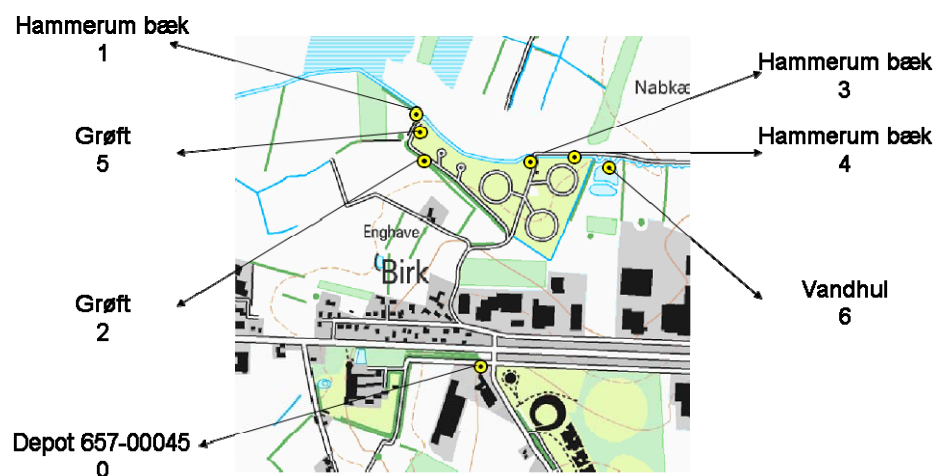 Hammerum bæk
1
Grøft
5
Grøft
2
Depot 657-00045
0
Nabkæ
Enghave
Birk
Hammerum bæk
3
Hammerum bæk
4
Vandhul
6